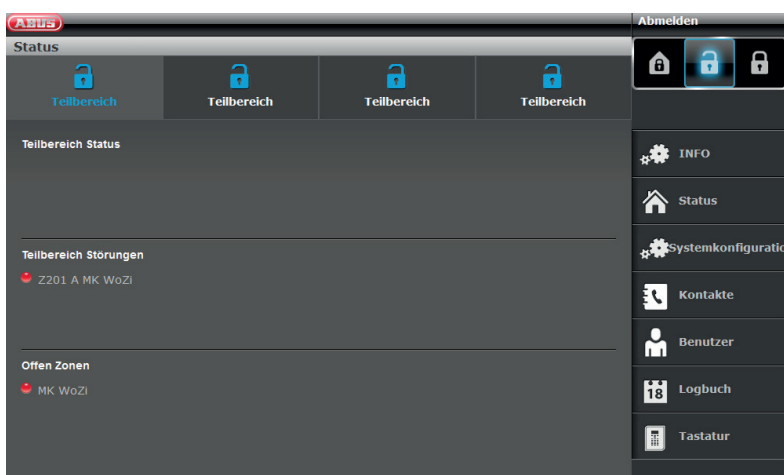 ABUS
Abmelden
Status
Teilbereich
Teilbereich
Teilbereich
Teilbereich
Teilbereich Status
Teilbereich Störungen
Z201 A MK WoZi
Offen Zonen
MK WoZi
INFO
Status
Systemkonfiguratio
Kontakte
Benutzer
18
Logbuch
Tastatur